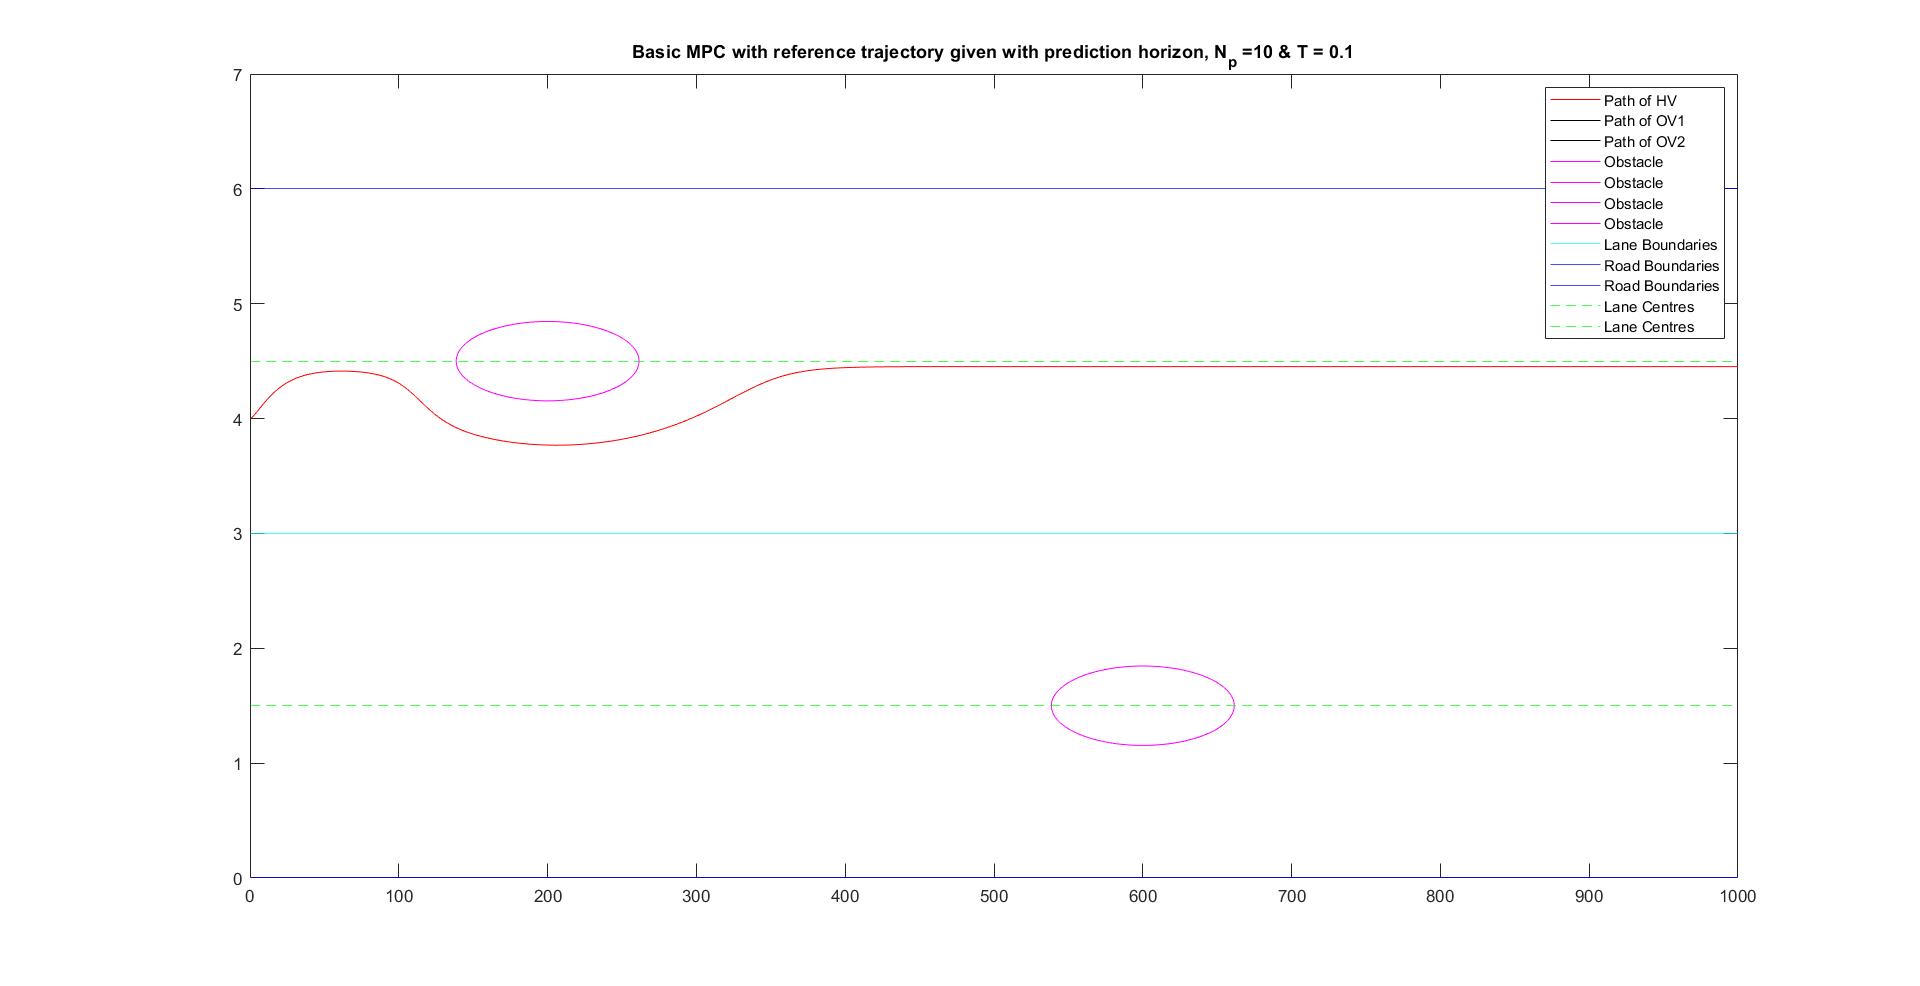 Basic MPC with reference trajectory given with prediction horizon, Np =10 & T = 0.1
7
6
5
4
3
2
1
0
Path of HV
Path of OV1
Path of OV2
Obstacle
Obstacle
Obstacle
Obstacle
Lane Boundaries
Road Boundaries
Road Boundaries
Lane Centres
Lane Centres
0 100 200 300 400 500 600 700 800 900 1000